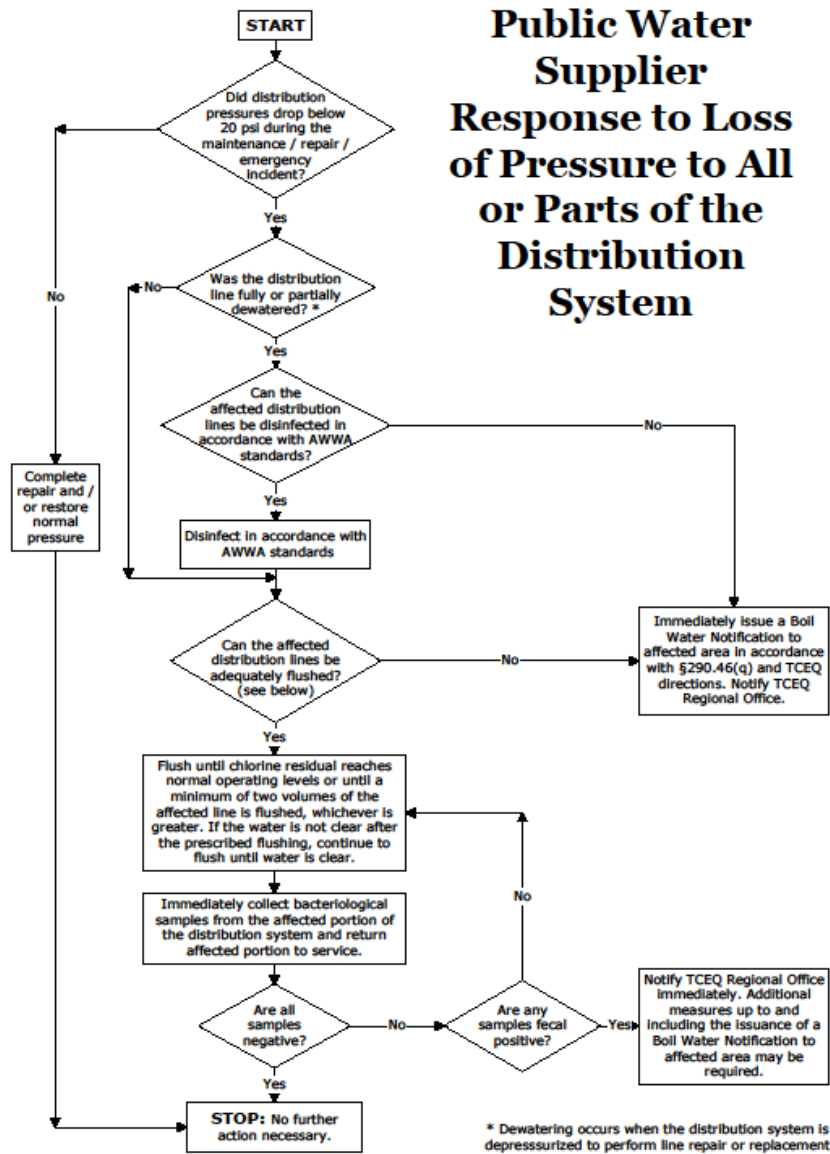 Public Water
Supplier
Response to Loss
of Pressure to All
or Parts of the
Distribution
System
START
Did distribution
pressures drop below
20 psi during the
maintenance / repair /
emergency
incident?
No
Yes
Was the distribution
line fully or partially
dewatered? *
No
Yes
Can the
affected distribution
lines be disinfected in
accordance with AWWA
standards?
No
Yes
Complete
repair and /
or restore
normal
pressure
Disinfect in accordance with
AWWA standards
Can the affected
distribution lines be
adequately flushed?
(see below)
No
Immediately issue a Boil
Water Notification to
affected area in accordance
with §290.46(q) and TCEQ
directions. Notify TCEQ
Regional Office.
Yes
Flush until chlorine residual reaches
normal operating levels or until a
minimum of two volumes of the
affected line is flushed, whichever is
greater. If the water is not clear after
the prescribed flushing, continue to
flush until water is clear.
No
Immediately collect bacteriological
samples from the affected portion of
the distribution system and return
affected portion to service.
Are all
samples
negative?
No
Are any
samples fecal
positive?
Yes
Notify TCEQ Regional Office
immediately. Additional
measures up to and
including the issuance of a
Boil Water Notification to
affected area may be
required.
Yes
STOP: No further
action necessary.
* Dewatering occurs when the distribution system is
depresssurized to perform line repair or replacement